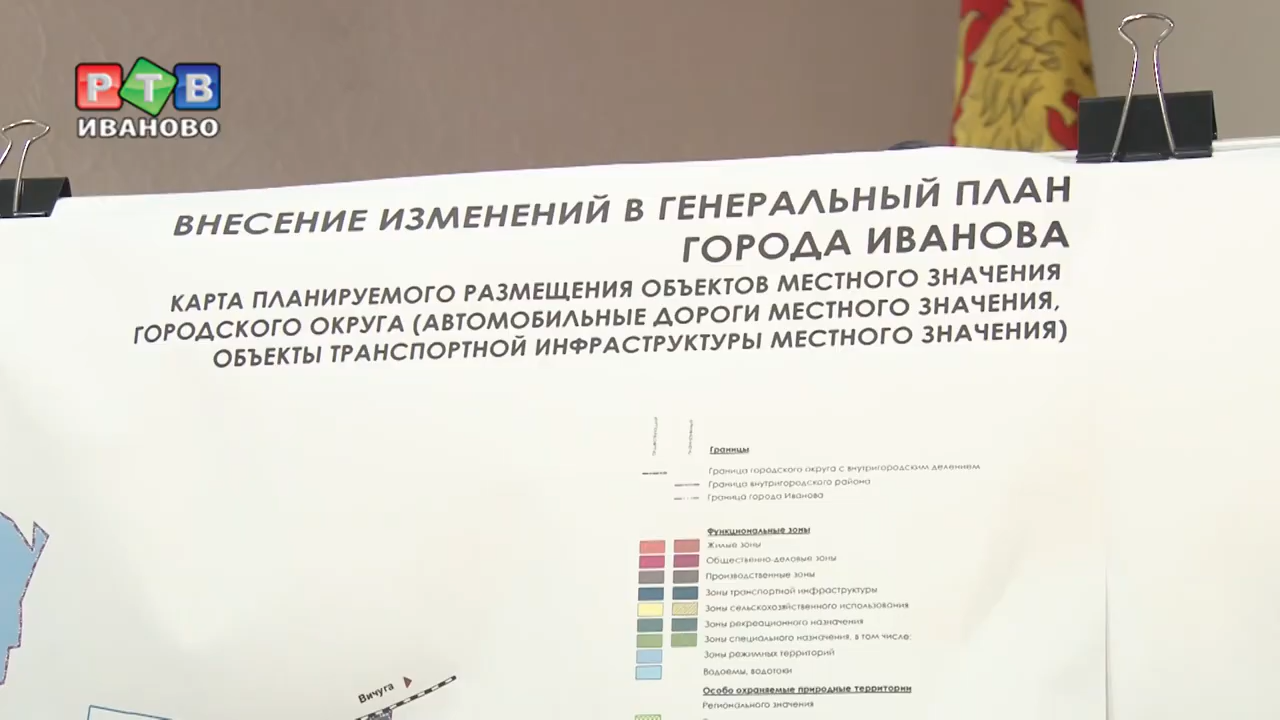 РТВ
ИВАНОВО
ВНЕСЕНИЕ ИЗМЕНЕНИЙ В ГЕНЕРАЛЬНЫЙ ПЛАН
ГОРОДА ИВАНОВА
КАРТА ПЛАНИРУЕМОГО РАЗМЕЩЕНИЯ ОБЪЕКТОВ МЕСТНОГО ЗНАЧЕНИЯ
ГОРОДСКОГО ОКРУГА (АВТОМОБИЛЬНЫЕ ДОРОГИ МЕСТНОГО ЗНАЧЕНИЯ,
ОБЪЕКТЫ ТРАНСПОРТНОЙ ИНФРАСТРУКТУРЫ МЕСТНОГО ЗНАЧЕНИЯ)
Границы
Граница городского округа с внутригородским делением
Граница внутригородского района
Граница города Иванова
Функциональные зоны
Жилые зоны
Общественно-деловые зоны
Производственные зоны
Зоны транспортной инфраструктуры
Зоны сельскохозяйственного использования
Зоны рекреационного назначения
Зоны специального назначения, в том числе:
Зоны режимных территорий
Водоемы, водотоки
Особо охраняемые природные территории
Регионального значения
Вичуга